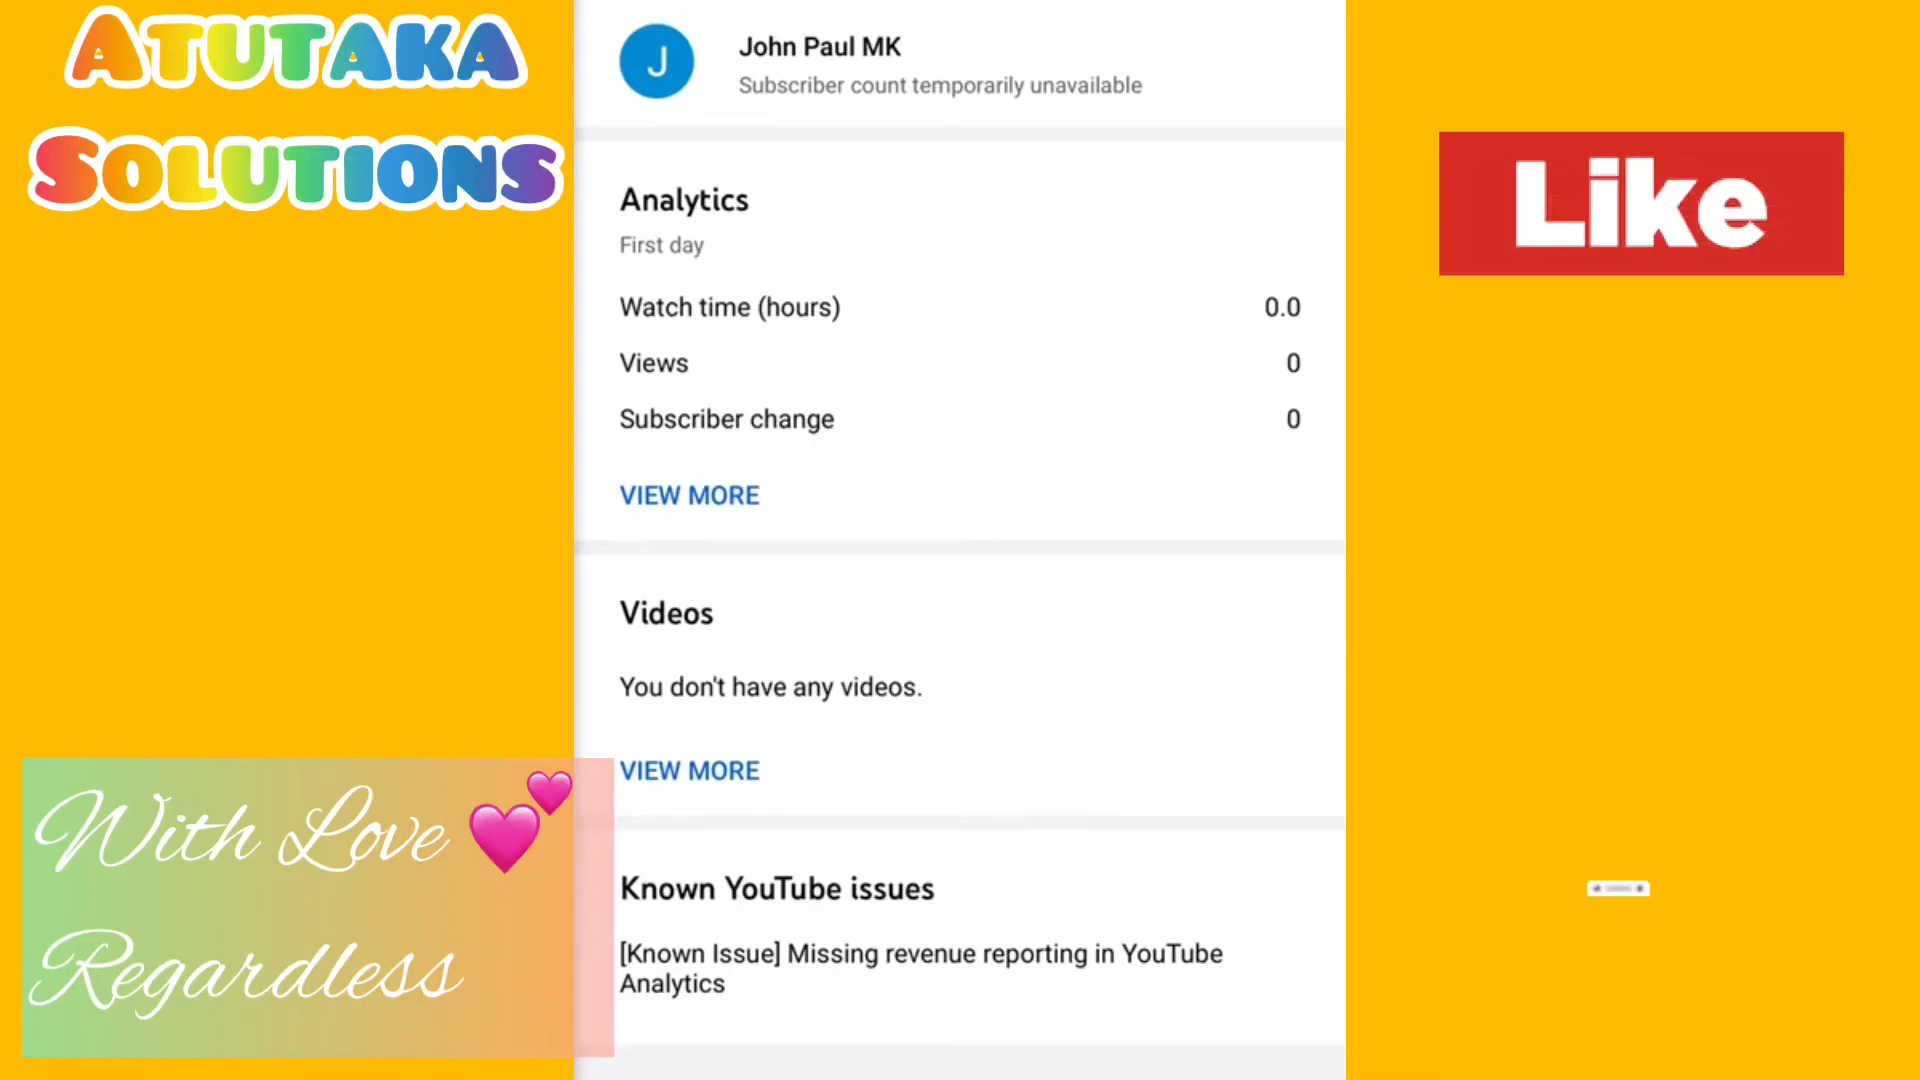 ATUTAKA
SOLUTIONS
J
John Paul MK
Subscriber count temporarily unavailable
Like
Analytics
First day
Watch time (hours) 0.0
Views 0
Subscriber change 0
VIEW MORE
Videos
You don't have any videos.
VIEW MORE
With Love 💕
Regardless
Known YouTube issues
[Known Issue] Missing revenue reporting in YouTube
Analytics